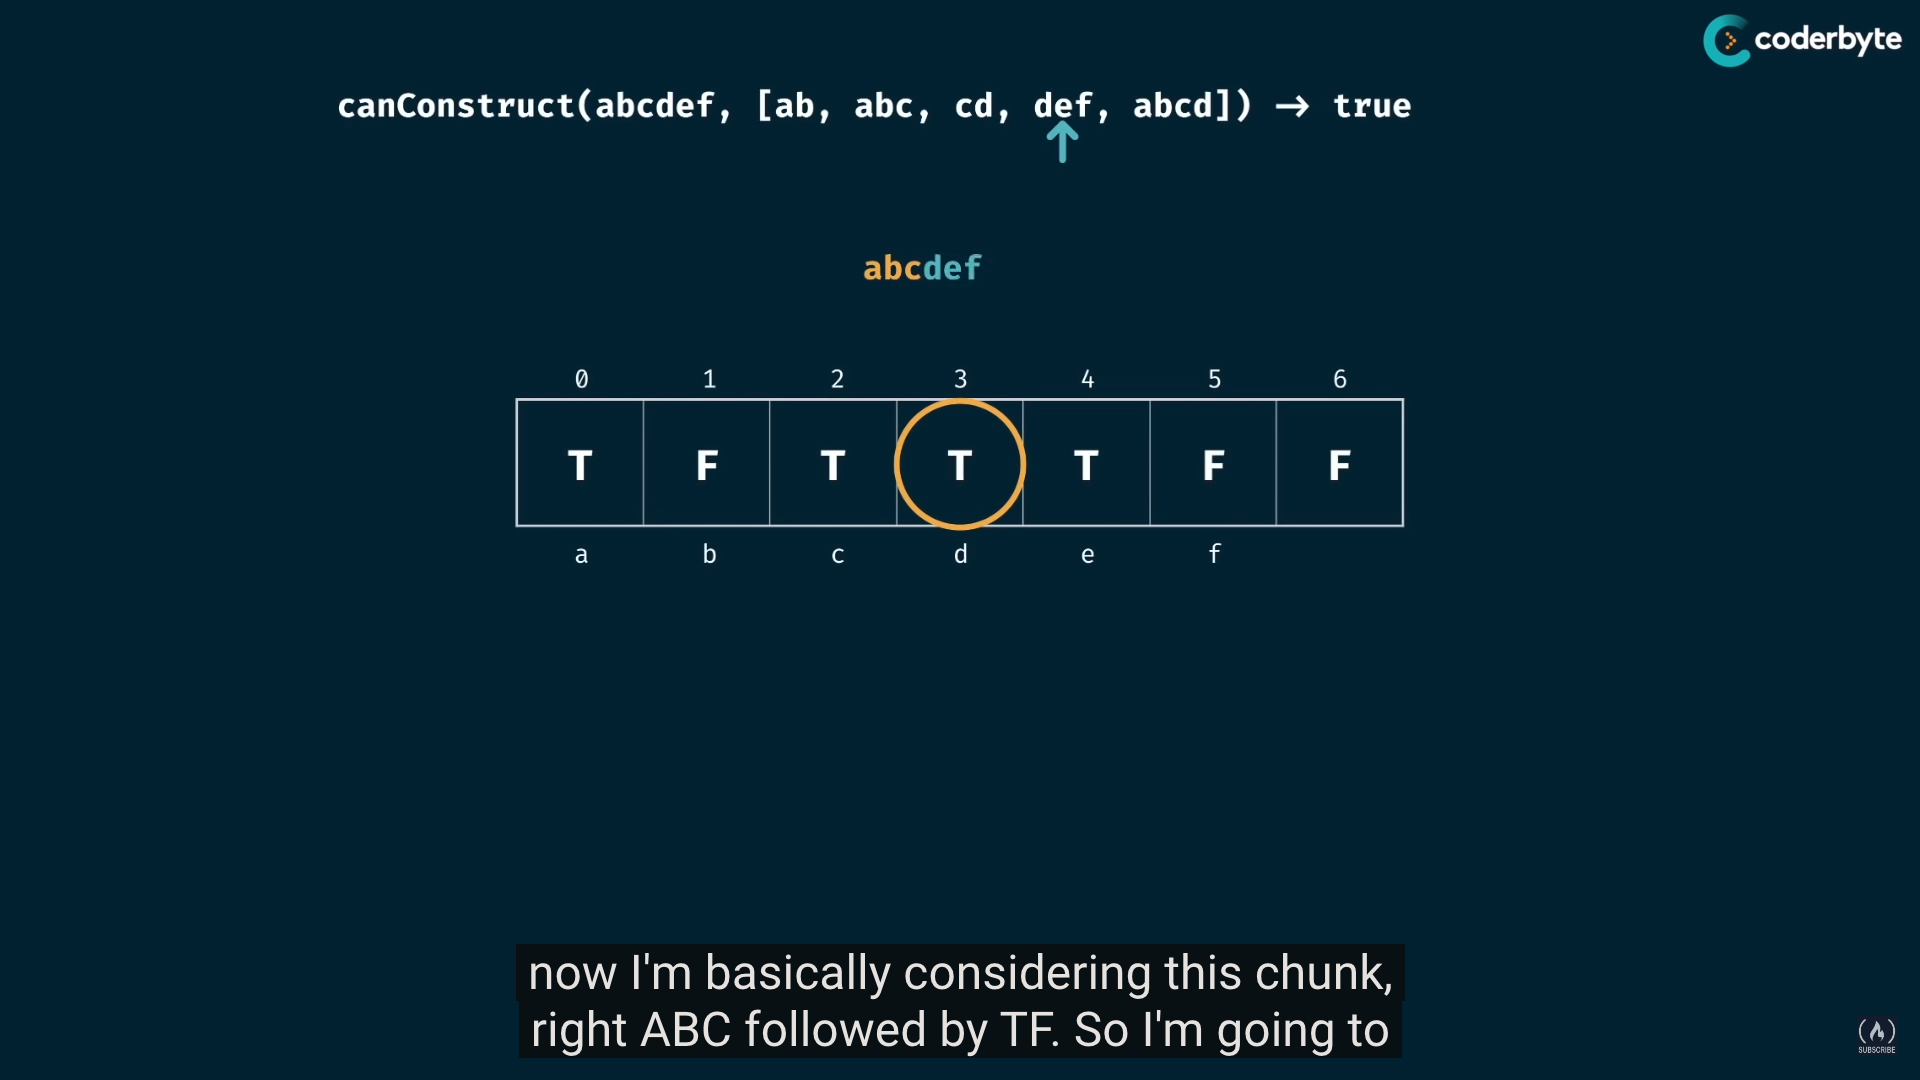 coderbyte
canConstruct(abcdef, [ab, abc, cd, def, abcd]) → true
abcdef
0 1 2 3 4 5 6
T F T T T F F
a b c d e f
now I'm basically considering this chunk,
right ABC followed by TF. So I'm going to
SUBSCRIBE